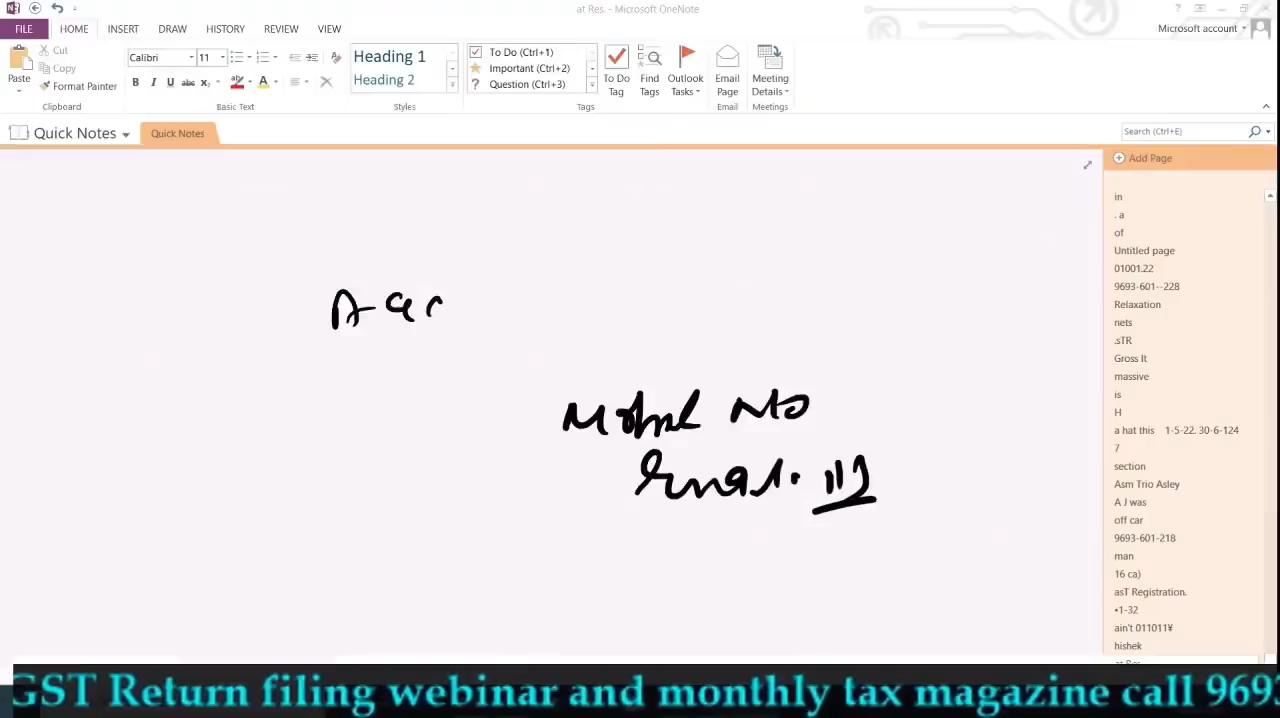 at Res. - Microsoft OneNote
FILE HOME INSERT DRAW HISTORY REVIEW VIEW
Microsoft account
Paste
Cut
Copy
Format Painter
Clipboard
Calibri 11
B I U abc X₂ A
Basic Text
Heading 1
Heading 2
Styles
To Do (Ctrl+1)
Important (Ctrl+2)
Question (Ctrl+3)
To Do Tag
Find Tags
Tags
Outlook Tasks
Email Page
Email
Meeting Details
Meetings
Quick Notes
Quick Notes
Search (Ctrl+E)
Add Page
in
. a
of
Untitled page
01001.22
9693-601--228
Relaxation
nets
.sTR
Gross It
massive
is
H
a hat this 1-5-22. 30-6-124
7
section
Asm Trio Asley
A J was
off car
9693-601-218
man
16 ca)
asT Registration.
•1-32
ain't 011011¥
hishek
at Res.
No
GST Return filing webinar and monthly tax magazine call 969